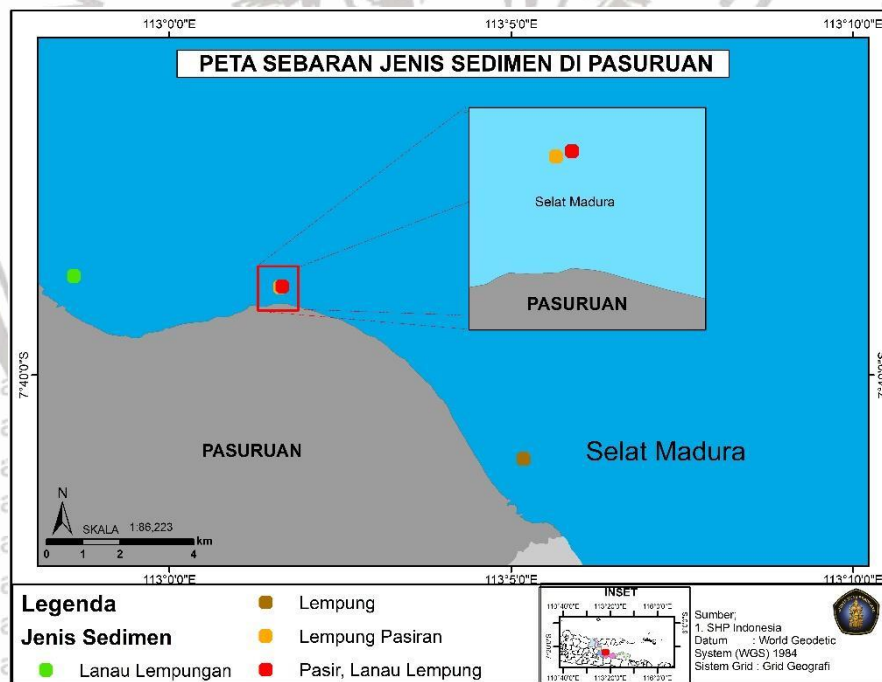 113°0'0"E 113°5'0"E 113°10'0"E
PETA SEBARAN JENIS SEDIMEN DI PASURUAN
Selat Madura
PASURUAN
7°40'0"S 7°40'0"S
PASURUAN
Selat Madura
N
SKALA 1:86,223
km
0 1 2 4
113°0'0"E 113°5'0"E 113°10'0"E
Legenda
Jenis Sedimen
Lanau Lempungan
Lempung
Lempung Pasiran
Pasir, Lanau Lempung
INSET
Sumber;
1. SHP Indonesia
Datum : World Geodetic
System (WGS) 1984
Sistem Grid : Grid Geografi